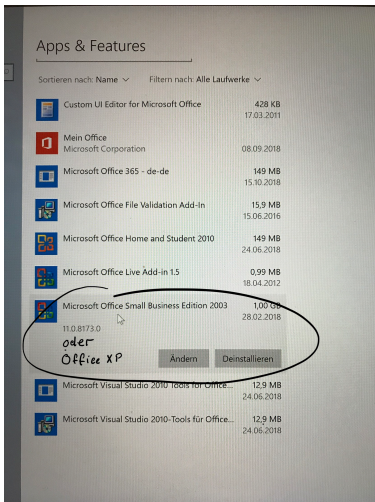 Apps & Features
Sortieren nach: Name Filtern nach: Alle Laufwerke
Custom UI Editor for Microsoft Office 428 KB
17.03.2011
Mein Office
Microsoft Corporation 08.09.2018
Microsoft Office 365 - de-de 149 MB
15.10.2018
Microsoft Office File Validation Add-In 15,9 MB
15.06.2016
Microsoft Office Home and Student 2010 149 MB
24.06.2018
Microsoft Office Live Add-in 1.5 0,99 MB
18.04.2012
Microsoft Office Small Business Edition 2003 1,00 GB
28.02.2018
11.0.8173.0
oder
Office XP
Ändern Deinstallieren
Microsoft Visual Studio 2010 Tools for Office... 12,9 MB
24.06.2018
Microsoft Visual Studio 2010-Tools für Office... 12,9 MB
24.06.2018